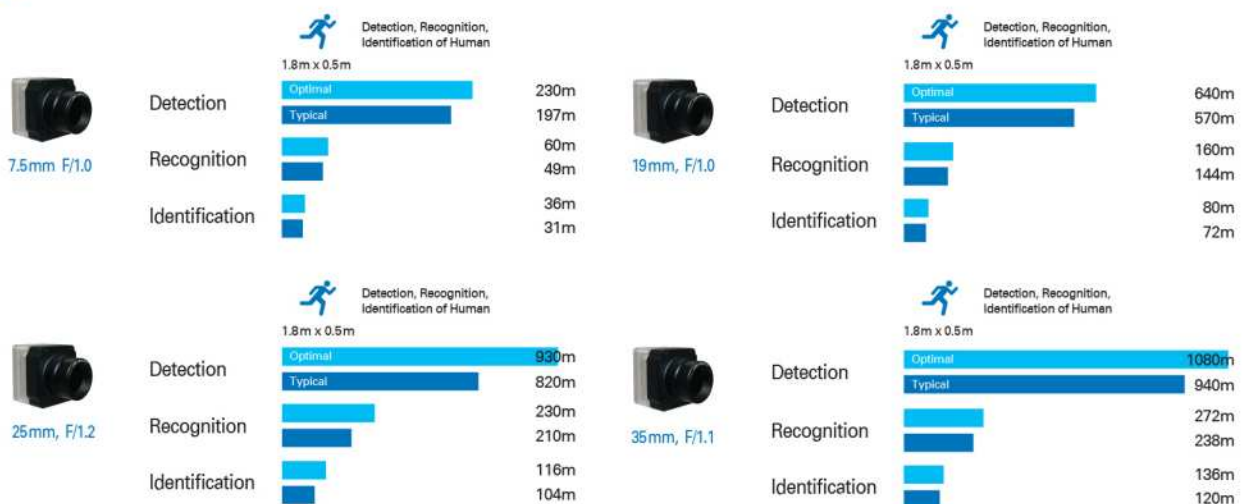 Detection, Recognition,
Identification of Human
1.8m x 0.5m
7.5mm F/1.0
Detection
Optimal 230m
Typical 197m
Recognition
60m
49m
Identification
36m
31m
Detection, Recognition,
Identification of Human
1.8m x 0.5m
19mm, F/1.0
Detection
Optimal 640m
Typical 570m
Recognition
160m
144m
Identification
80m
72m
Detection, Recognition,
Identification of Human
1.8m x 0.5m
25mm, F/1.2
Detection
Optimal 930m
Typical 820m
Recognition
230m
210m
Identification
116m
104m
Detection, Recognition,
Identification of Human
1.8m x 0.5m
35mm, F/1.1
Detection
Optimal 1080m
Typical 940m
Recognition
272m
238m
Identification
136m
120m